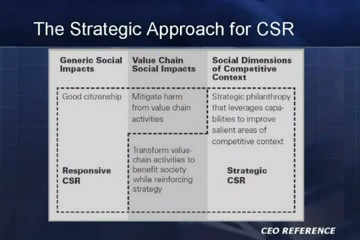 The Strategic Approach for CSR
Generic Social
Impacts
Value Chain
Social Impacts
Social Dimensions
of Competitive
Context
Good citizenship
Mitigate harm
from value chain
activities
Strategic philanthropy
that leverages capa-
bilities to improve
salient areas of
competitive context
Transform value-
chain activities to
benefit society
while reinforcing
strategy
Responsive
CSR
Strategic
CSR
CEO REFERENCE